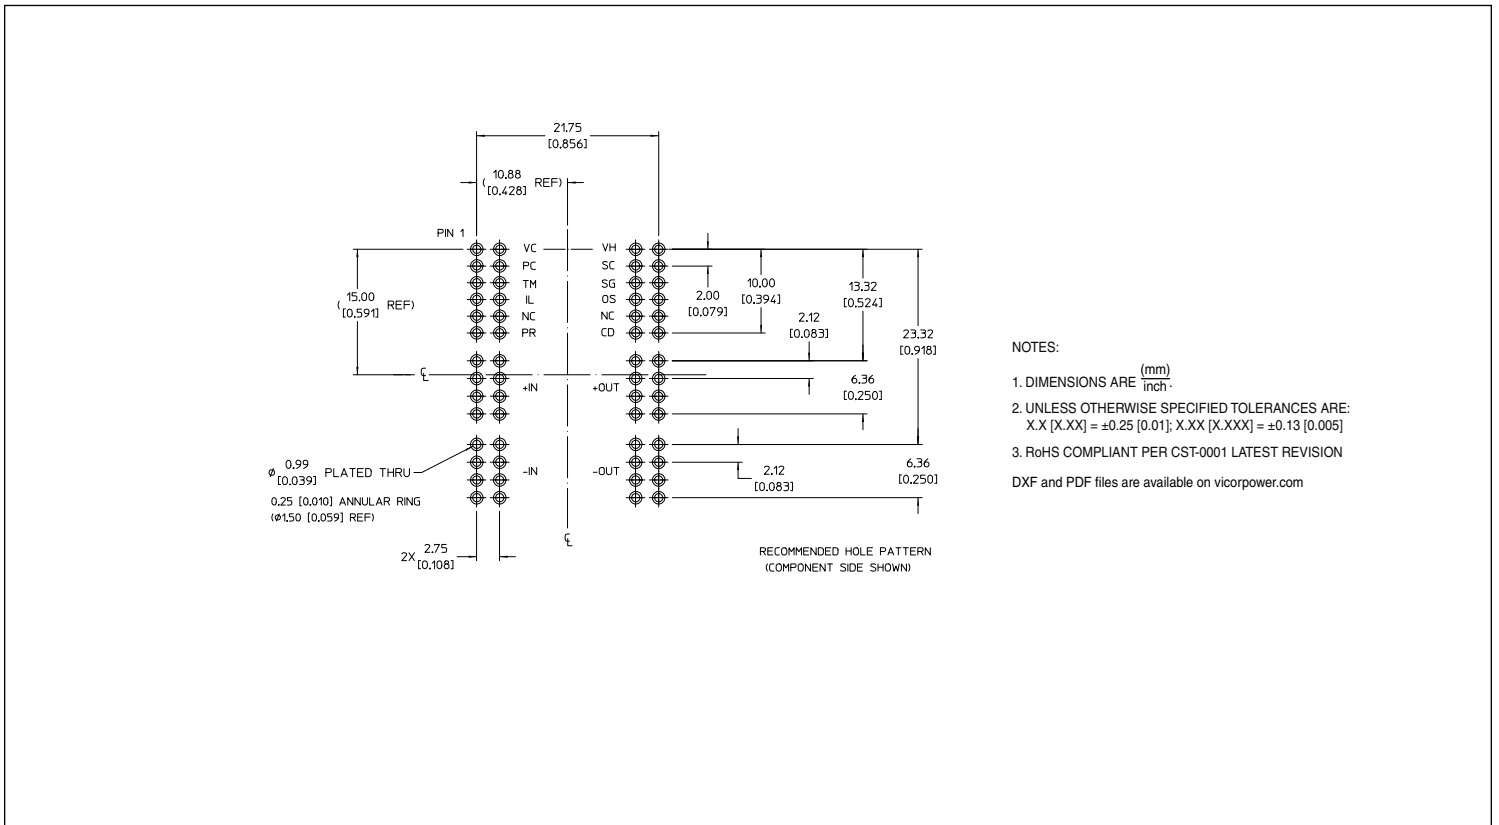 21.75
[0.856]
( 10.88 REF)
[0.428]
PIN 1
VC VH
PC SC
TM SG
IL OS
NC NC
PR CD
( 15.00 REF)
[0.591]
2.00
[0.079]
10.00
[0.394]
13.32
[0.524]
2.12
[0.083]
23.32
[0.918]
℄
+IN +OUT
6.36
[0.250]
ø 0.99 PLATED THRU
[0.039]
0.25 [0.010] ANNULAR RING
(ø1.50 [0.059] REF)
-IN -OUT
2.12
[0.083]
6.36
[0.250]
℄
2X 2.75
[0.108]
RECOMMENDED HOLE PATTERN
(COMPONENT SIDE SHOWN)
NOTES:
1. DIMENSIONS ARE (mm)
inch.
2. UNLESS OTHERWISE SPECIFIED TOLERANCES ARE:
X.X [X.XX] = ±0.25 [0.01]; X.XX [X.XXX] = ±0.13 [0.005]
3. RoHS COMPLIANT PER CST-0001 LATEST REVISION
DXF and PDF files are available on vicorpower.com